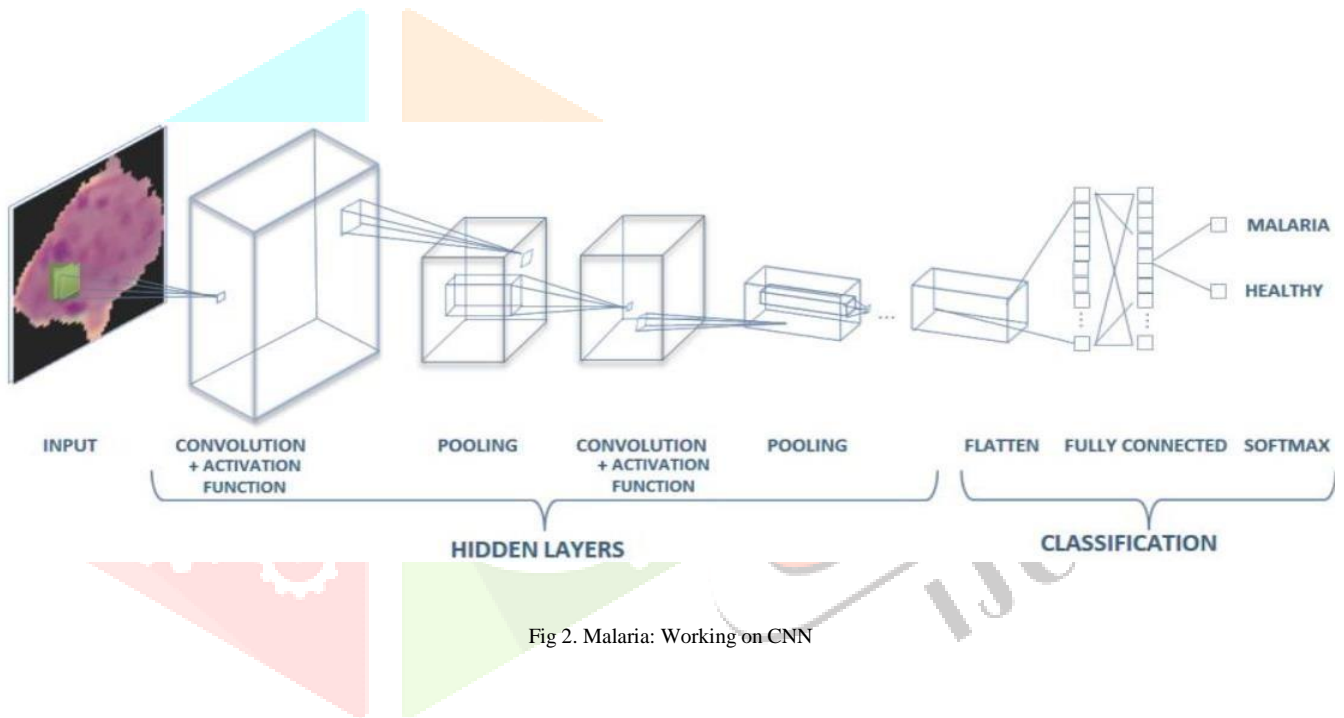 MALARIA
HEALTHY
...
INPUT
CONVOLUTION
+ ACTIVATION
FUNCTION
POOLING
CONVOLUTION
+ ACTIVATION
FUNCTION
POOLING
FLATTEN
FULLY CONNECTED
SOFTMAX
HIDDEN LAYERS
CLASSIFICATION
Fig 2. Malaria: Working on CNN